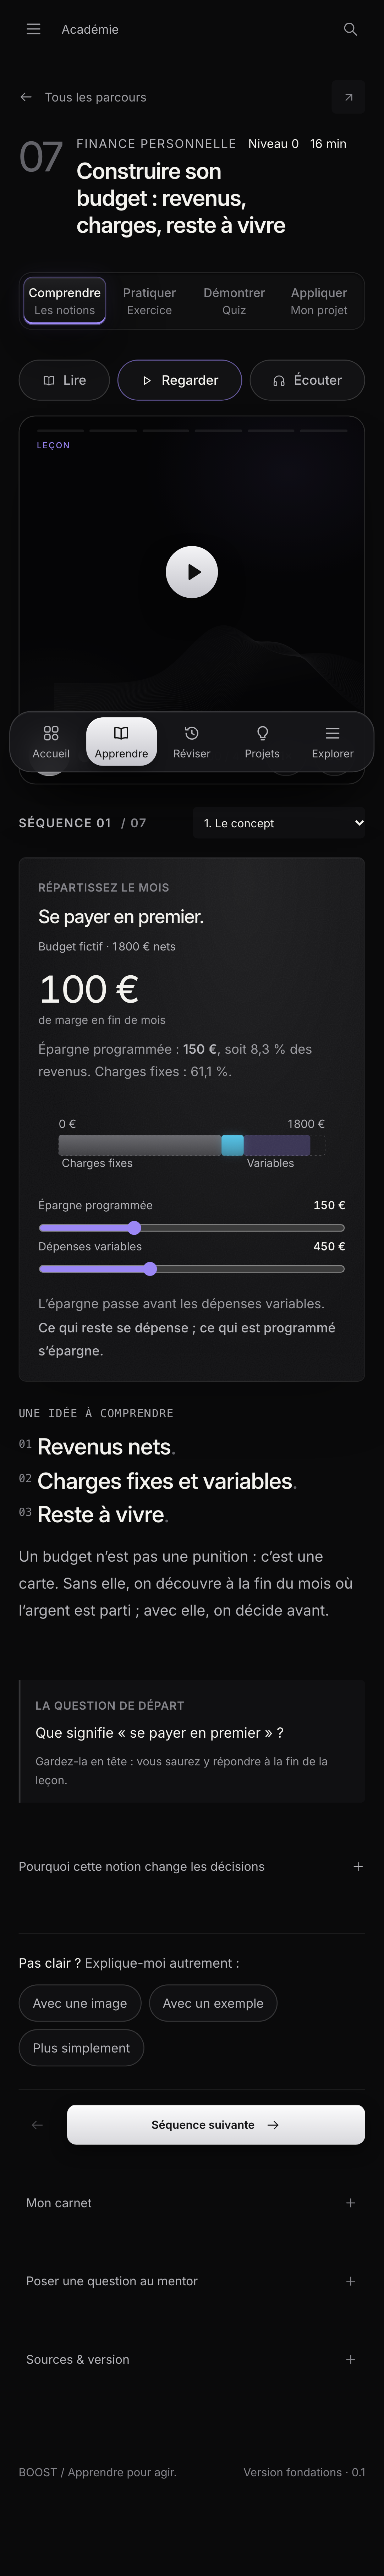 Académie
Tous les parcours
07
FINANCE PERSONNELLE Niveau 0 16 min
Construire son
budget : revenus,
charges, reste à vivre
Comprendre
Les notions
Pratiquer
Exercice
Démontrer
Quiz
Appliquer
Mon projet
Lire
Regarder
Écouter
LEÇON
Accueil
Apprendre
Réviser
Projets
Explorer
SÉQUENCE 01 / 07
1. Le concept
RÉPARTISSEZ LE MOIS
Se payer en premier.
Budget fictif · 1 800 € nets
100 €
de marge en fin de mois
Épargne programmée : 150 €, soit 8,3 % des
revenus. Charges fixes : 61,1 %.
0 €
1 800 €
Charges fixes
Variables
Épargne programmée 150 €
Dépenses variables 450 €
L’épargne passe avant les dépenses variables.
Ce qui reste se dépense ; ce qui est programmé
s’épargne.
UNE IDÉE À COMPRENDRE
01 Revenus nets.
02 Charges fixes et variables.
03 Reste à vivre.
Un budget n’est pas une punition : c’est une
carte. Sans elle, on découvre à la fin du mois où
l’argent est parti ; avec elle, on décide avant.
LA QUESTION DE DÉPART
Que signifie « se payer en premier » ?
Gardez-la en tête : vous saurez y répondre à la fin de la
leçon.
Pourquoi cette notion change les décisions
Pas clair ? Explique-moi autrement :
Avec une image
Avec un exemple
Plus simplement
Séquence suivante
Mon carnet
Poser une question au mentor
Sources & version
BOOST / Apprendre pour agir.
Version fondations · 0.1